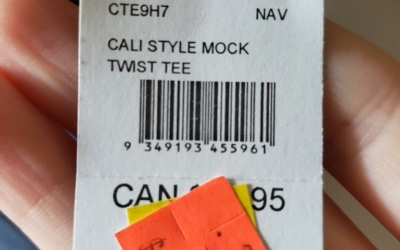 CTE9H7 NAV
CALI STYLE MOCK
TWIST TEE
9 349193 455961
CAN 95